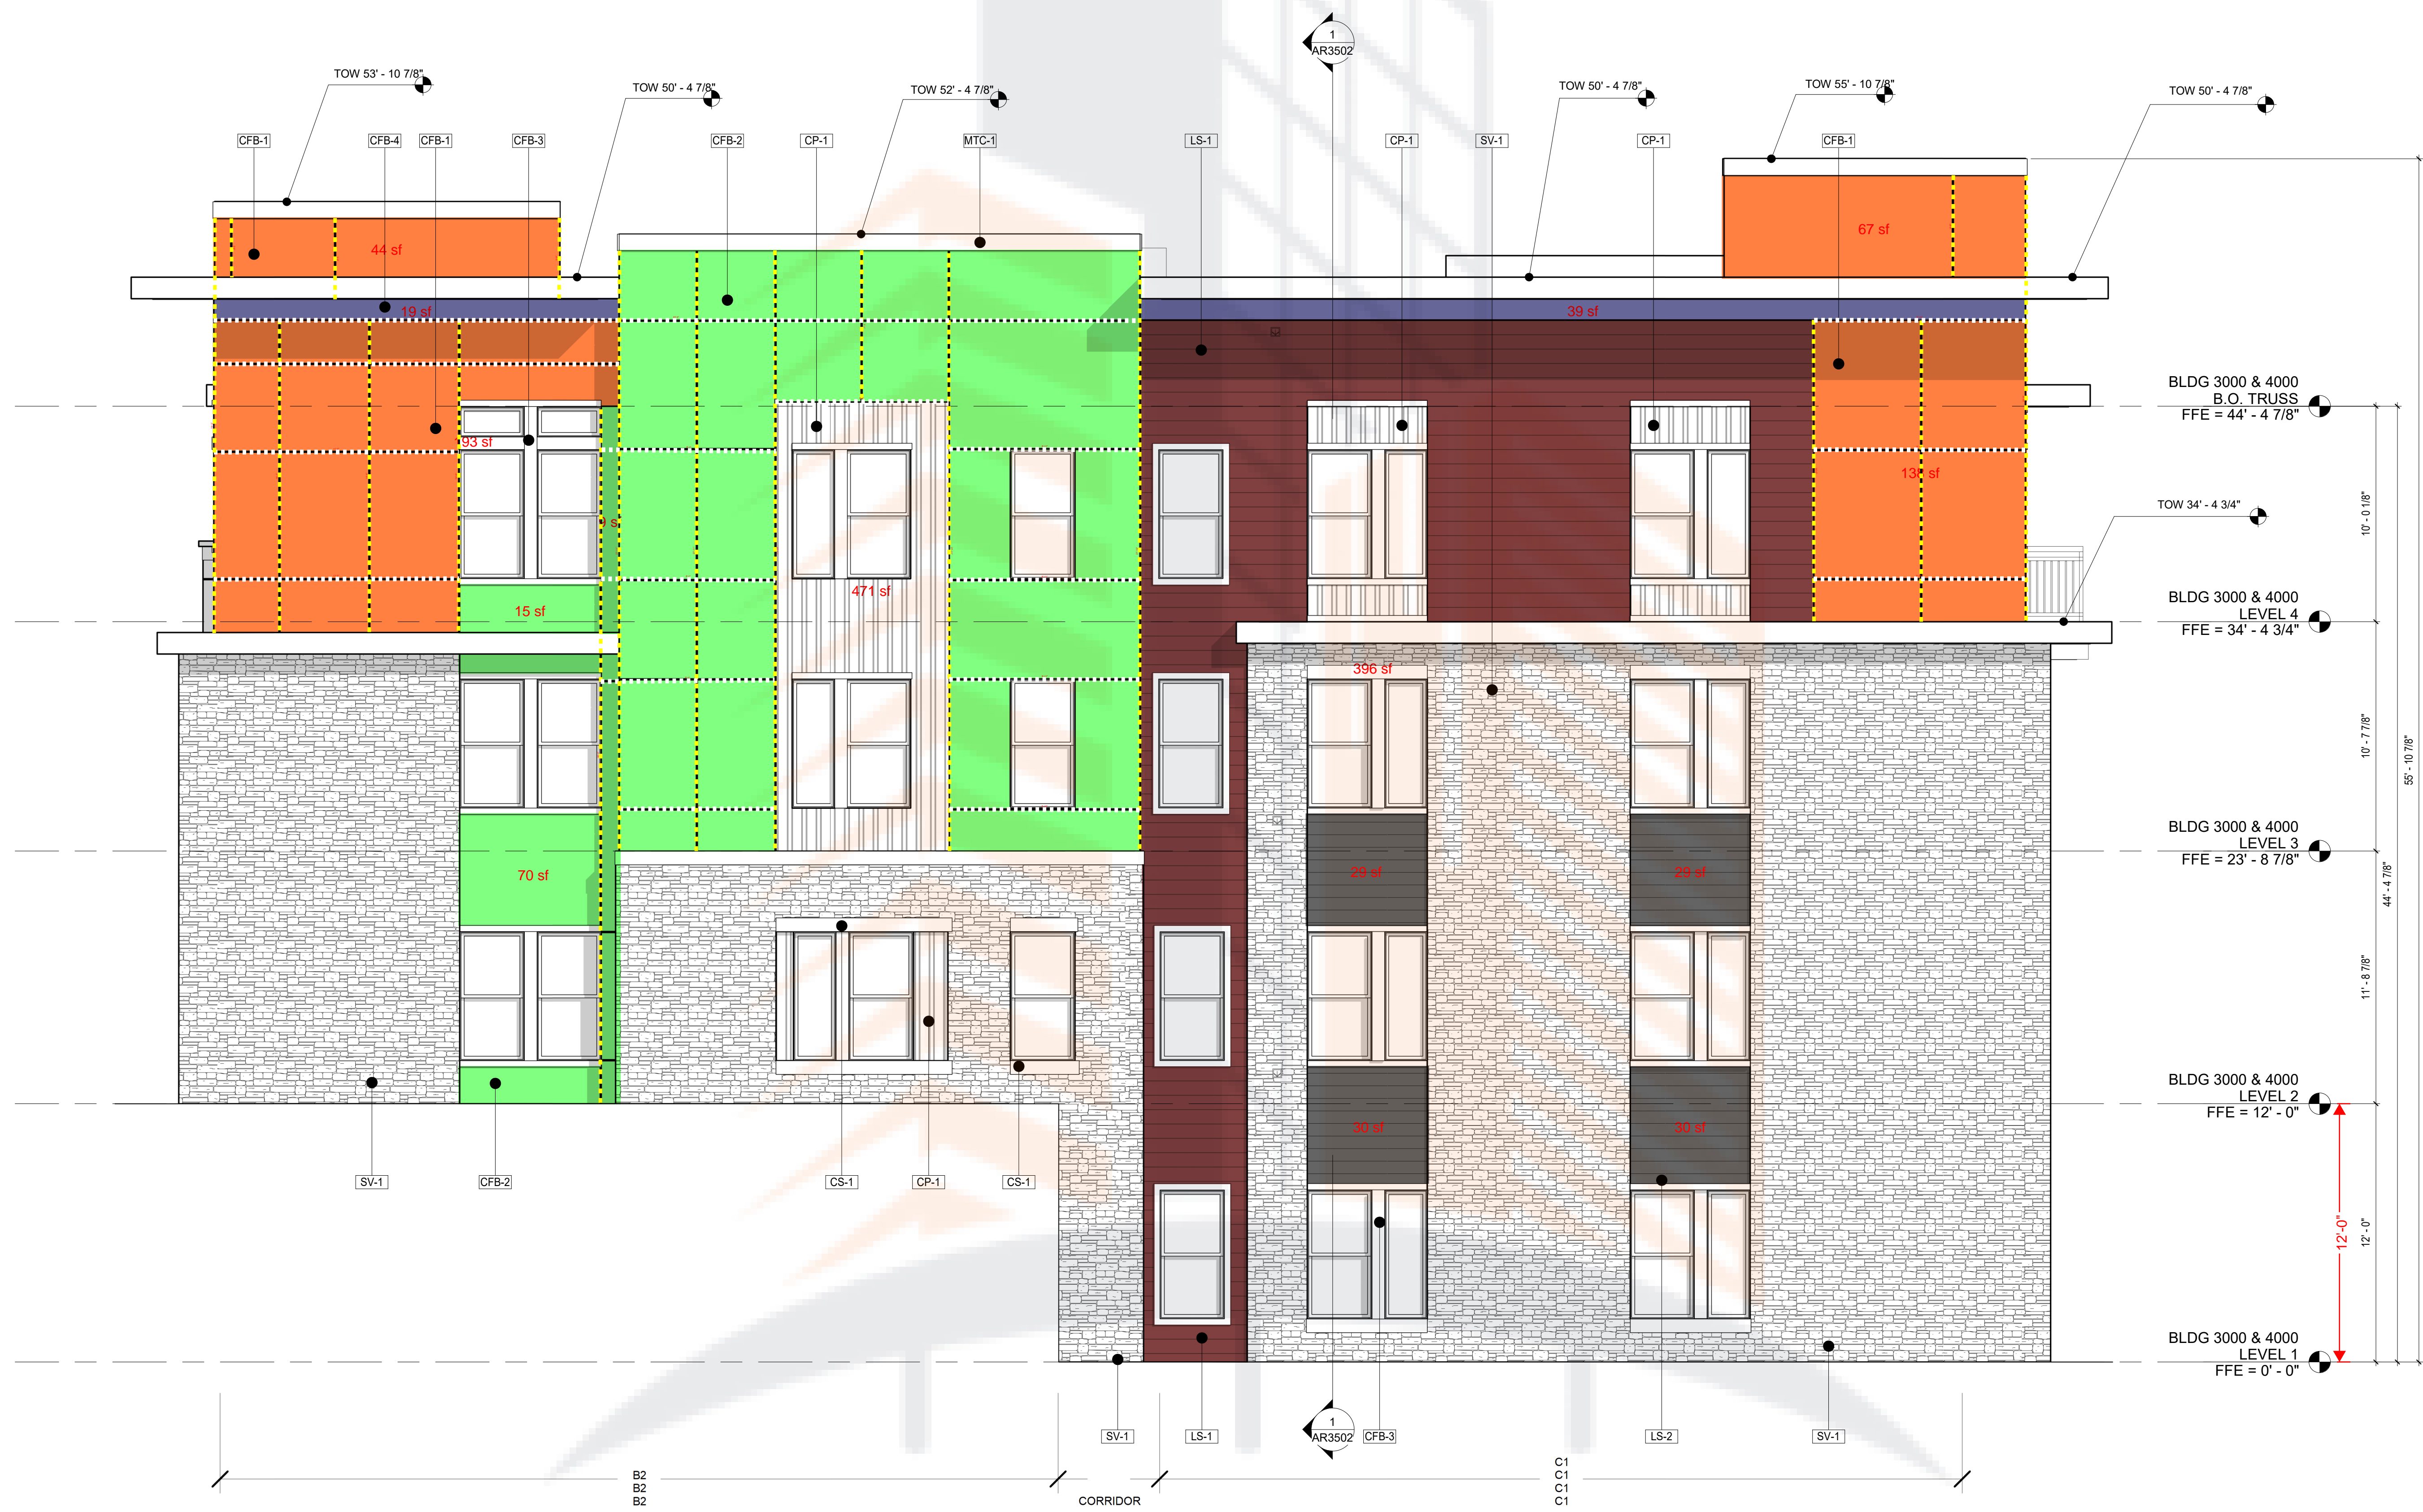 1
AR3502
TOW 53' - 10 7/8"
TOW 50' - 4 7/8"
TOW 52' - 4 7/8"
TOW 50' - 4 7/8"
TOW 55' - 10 7/8"
TOW 50' - 4 7/8"
CFB-1
CFB-4
CFB-1
CFB-3
CFB-2
CP-1
MTC-1
LS-1
CP-1
SV-1
CP-1
CFB-1
44 sf
67 sf
19 sf
39 sf
BLDG 3000 & 4000
B.O. TRUSS
FFE = 44' - 4 7/8"
93 sf
TOW 34' - 4 3/4"
10' - 0 1/8"
471 sf
15 sf
BLDG 3000 & 4000
LEVEL 4
FFE = 34' - 4 3/4"
396 sf
10' - 7 7/8"
55' - 10 7/8"
BLDG 3000 & 4000
LEVEL 3
FFE = 23' - 8 7/8"
70 sf
29 sf
29 sf
44' - 4 7/8"
11' - 8 7/8"
BLDG 3000 & 4000
LEVEL 2
FFE = 12' - 0"
30 sf
30 sf
SV-1
CFB-2
CS-1
CP-1
CS-1
12'-0"
12' - 0"
BLDG 3000 & 4000
LEVEL 1
FFE = 0' - 0"
SV-1
LS-1
1
AR3502
CFB-3
LS-2
SV-1
B2
B2
B2
B2
CORRIDOR
C1
C1
C1
C1